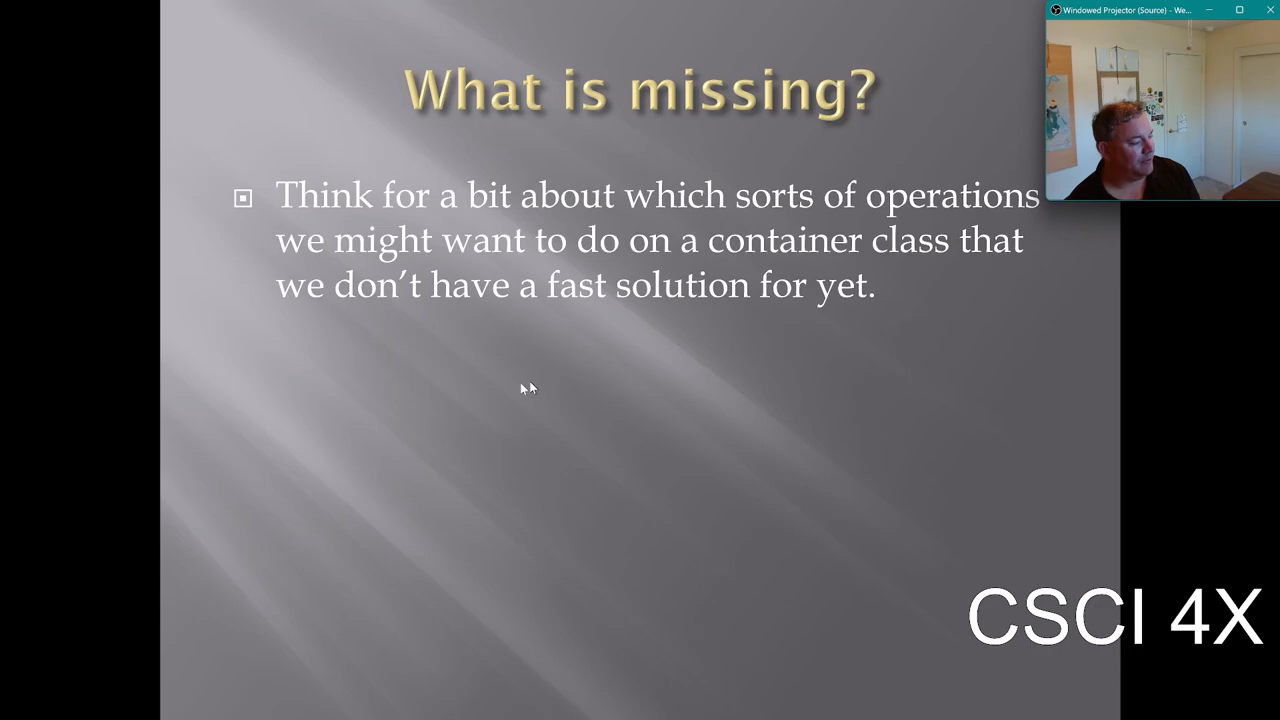 Windowed Projector (Source) - We...
What is missing?
Think for a bit about which sorts of operations
we might want to do on a container class that
we don’t have a fast solution for yet.
CSCI 4X